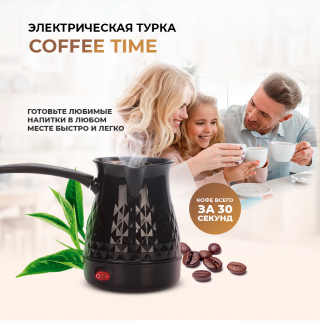 ЭЛЕКТРИЧЕСКАЯ ТУРКА
COFFEE TIME
ГОТОВЬТЕ ЛЮБИМЫЕ
НАПИТКИ В ЛЮБОМ
МЕСТЕ БЫСТРО И ЛЕГКО
КОФЕ ВСЕГО
ЗА 30
СЕКУНД